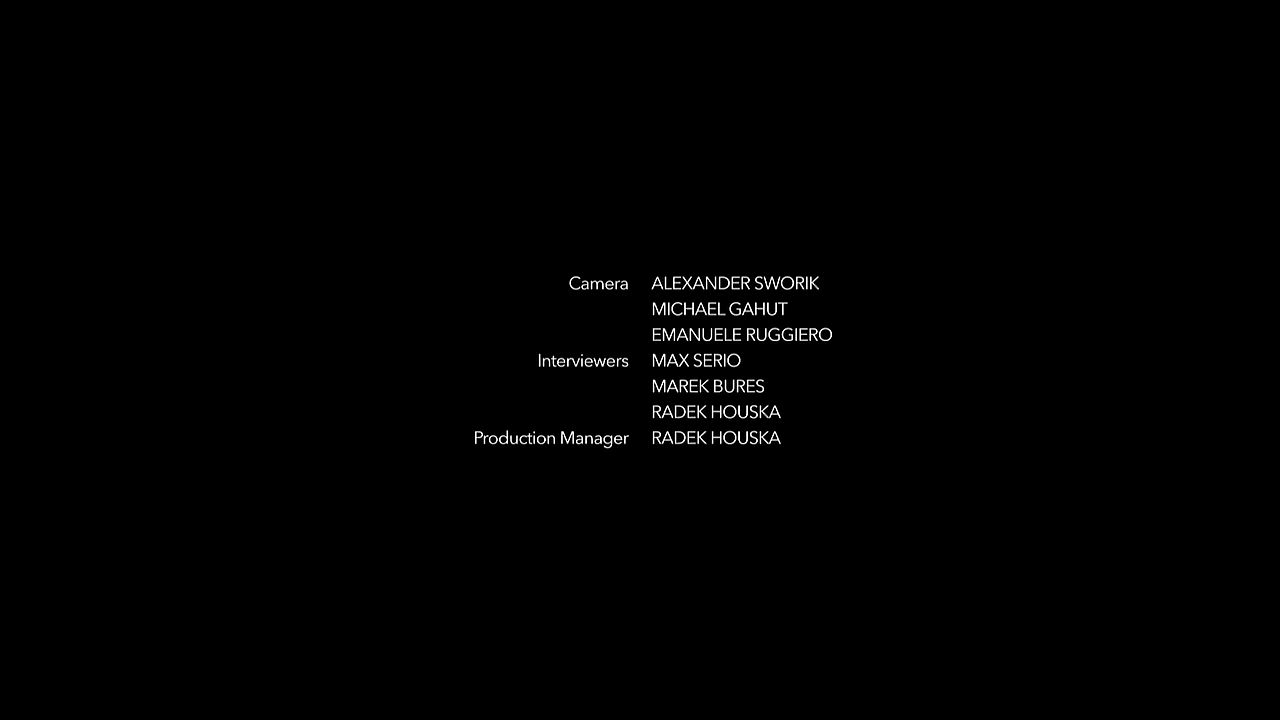 Camera ALEXANDER SWORIK
MICHAEL GAHUT
EMANUELE RUGGIERO
Interviewers MAX SERIO
MAREK BURES
RADEK HOUSKA
Production Manager RADEK HOUSKA